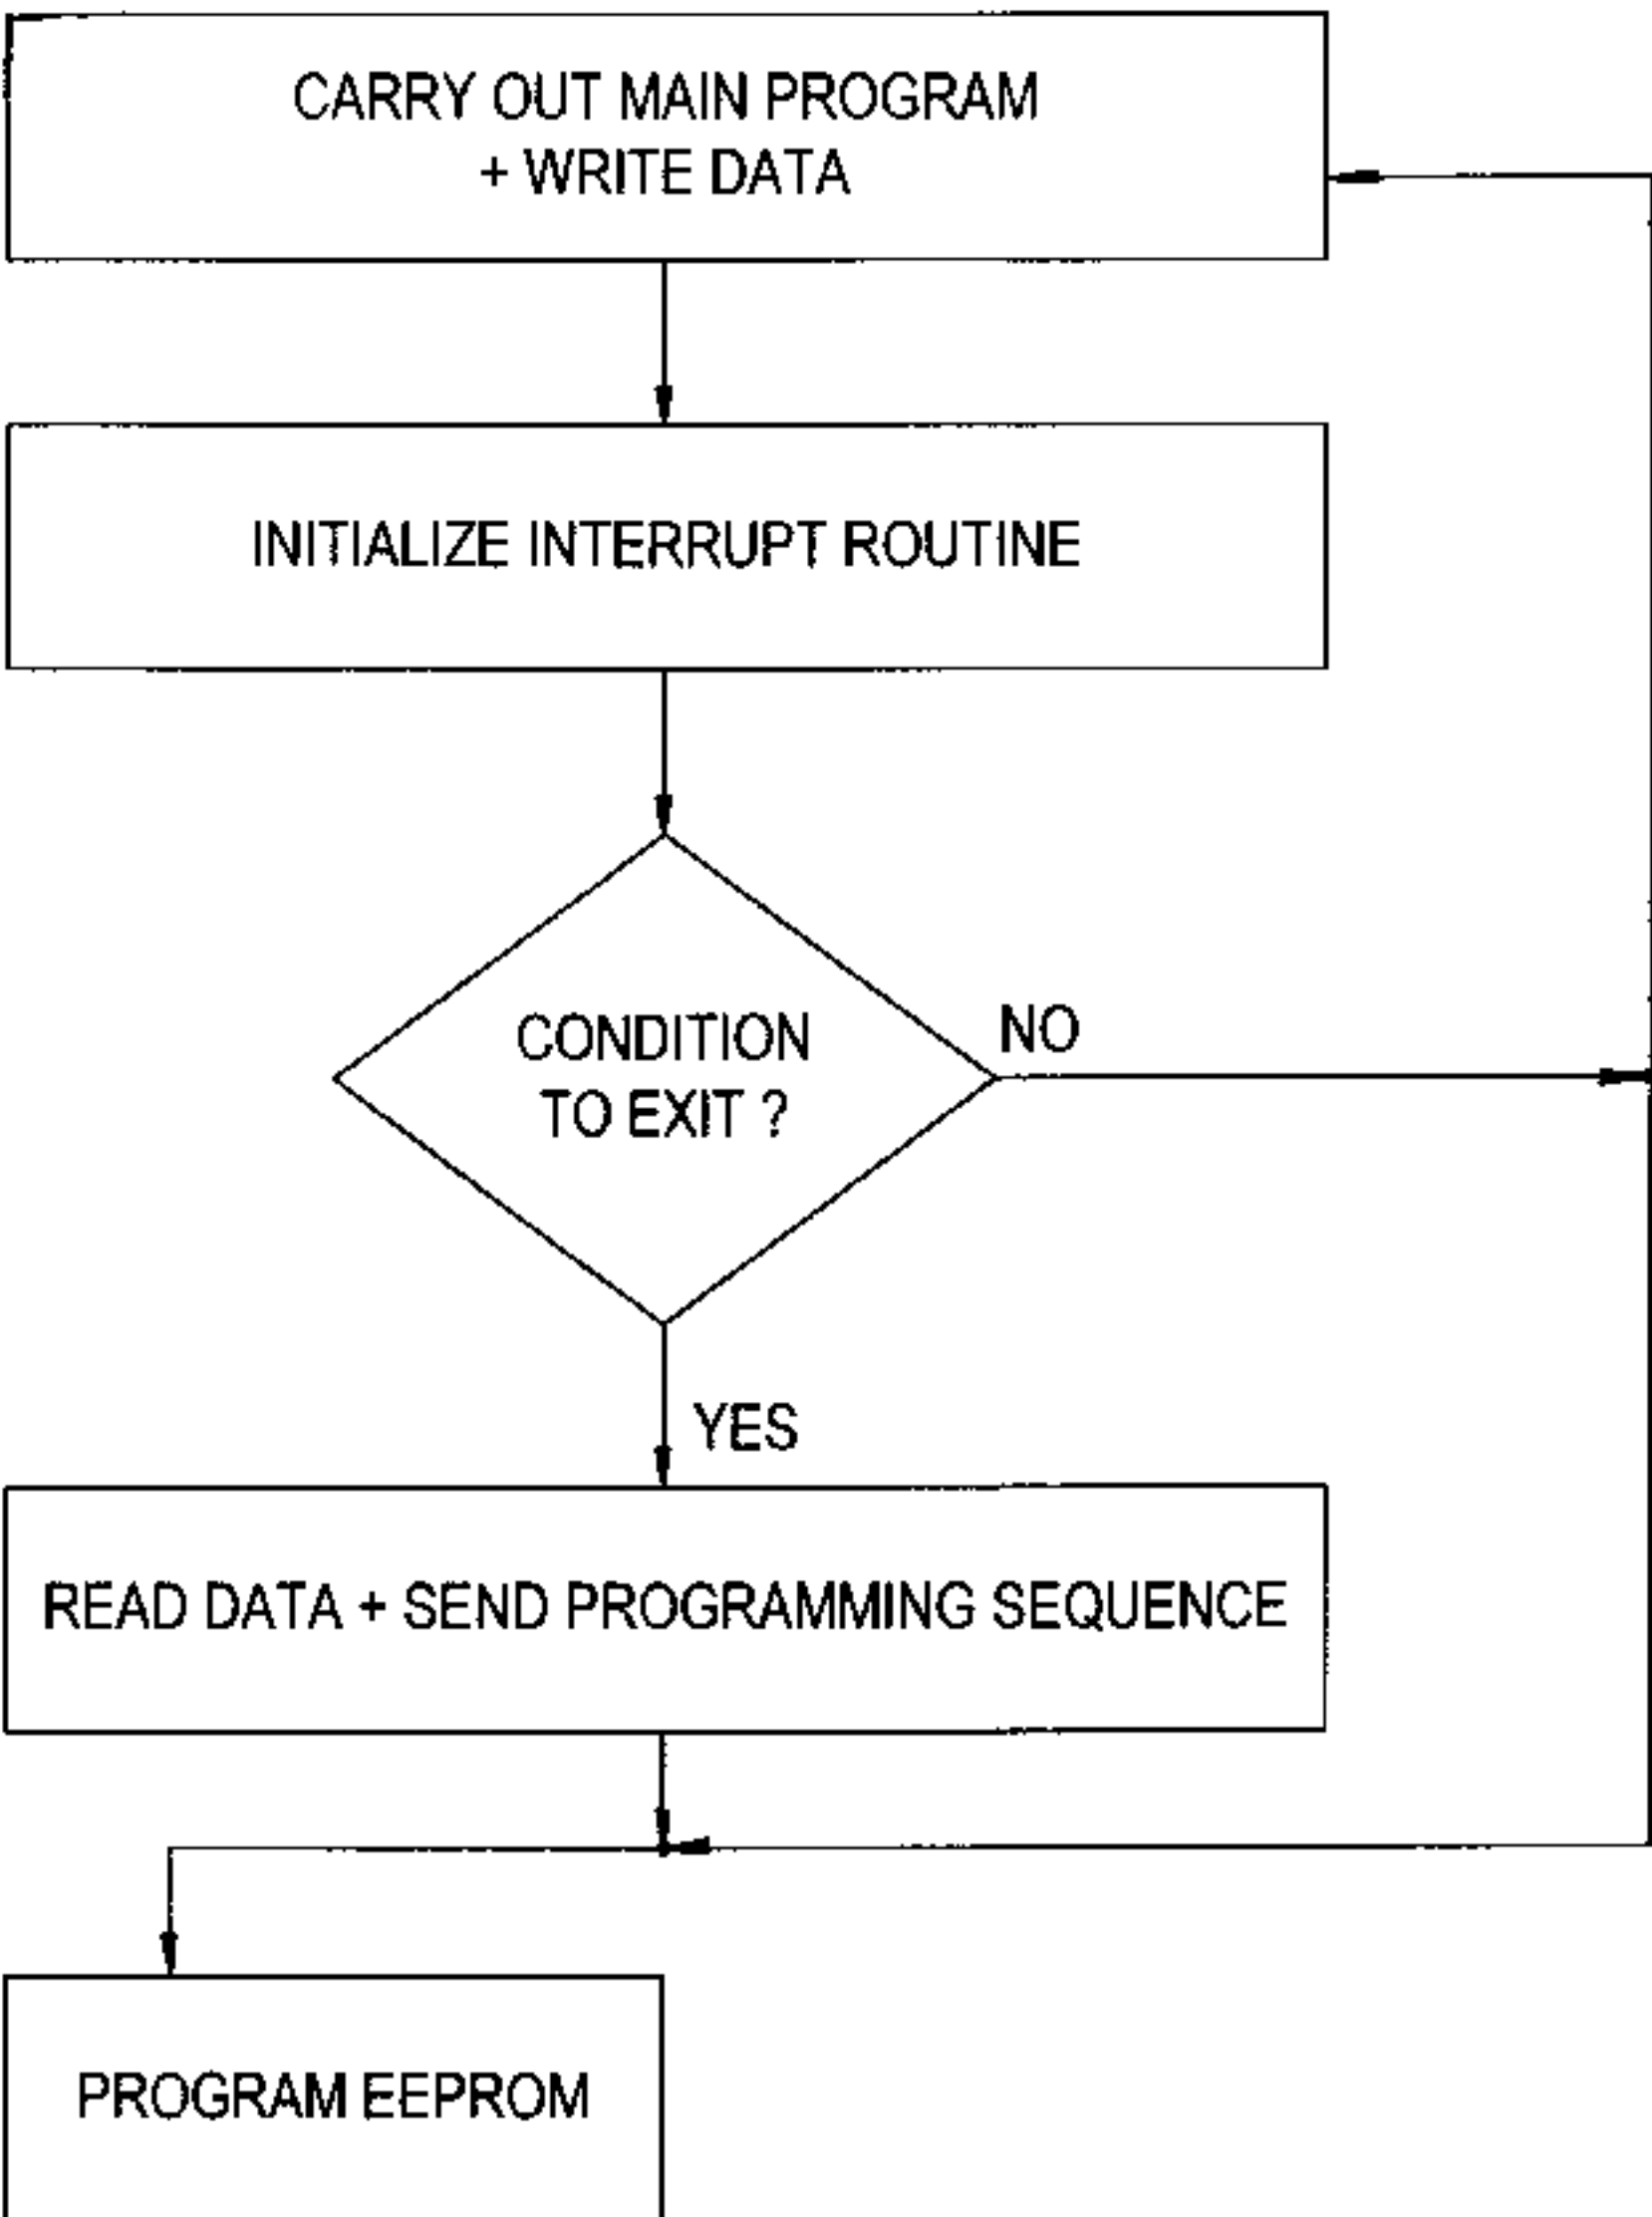 CARRY OUT MAIN PROGRAM
+ WRITE DATA
INITIALIZE INTERRUPT ROUTINE
CONDITION
TO EXIT ?
NO
YES
READ DATA + SEND PROGRAMMING SEQUENCE
PROGRAM EEPROM